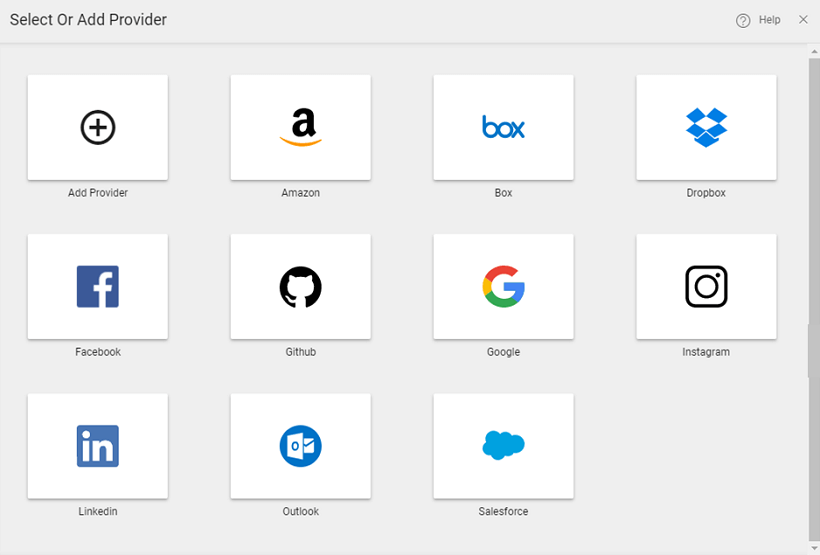 Select Or Add Provider
? Help
Add Provider
a
Amazon
box
Box
Dropbox
f
Facebook
Github
G
Google
Instagram
in
Linkedin
o
Outlook
Salesforce